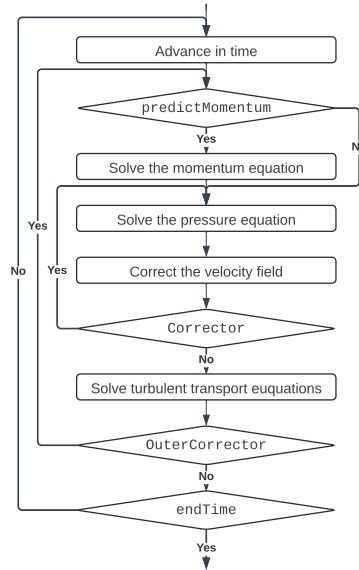 Advance in time
predictMomentum
Yes
N
Solve the momentum equation
Solve the pressure equation
Yes
Correct the velocity field
No
Yes
Corrector
No
Solve turbulent transport euquations
OuterCorrector
No
endTime
Yes